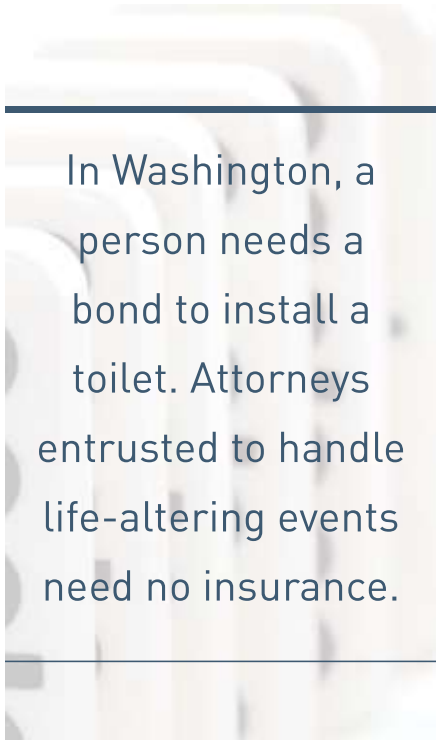 In Washington, a
person needs a
bond to install a
toilet. Attorneys
entrusted to handle
life-altering events
need no insurance.